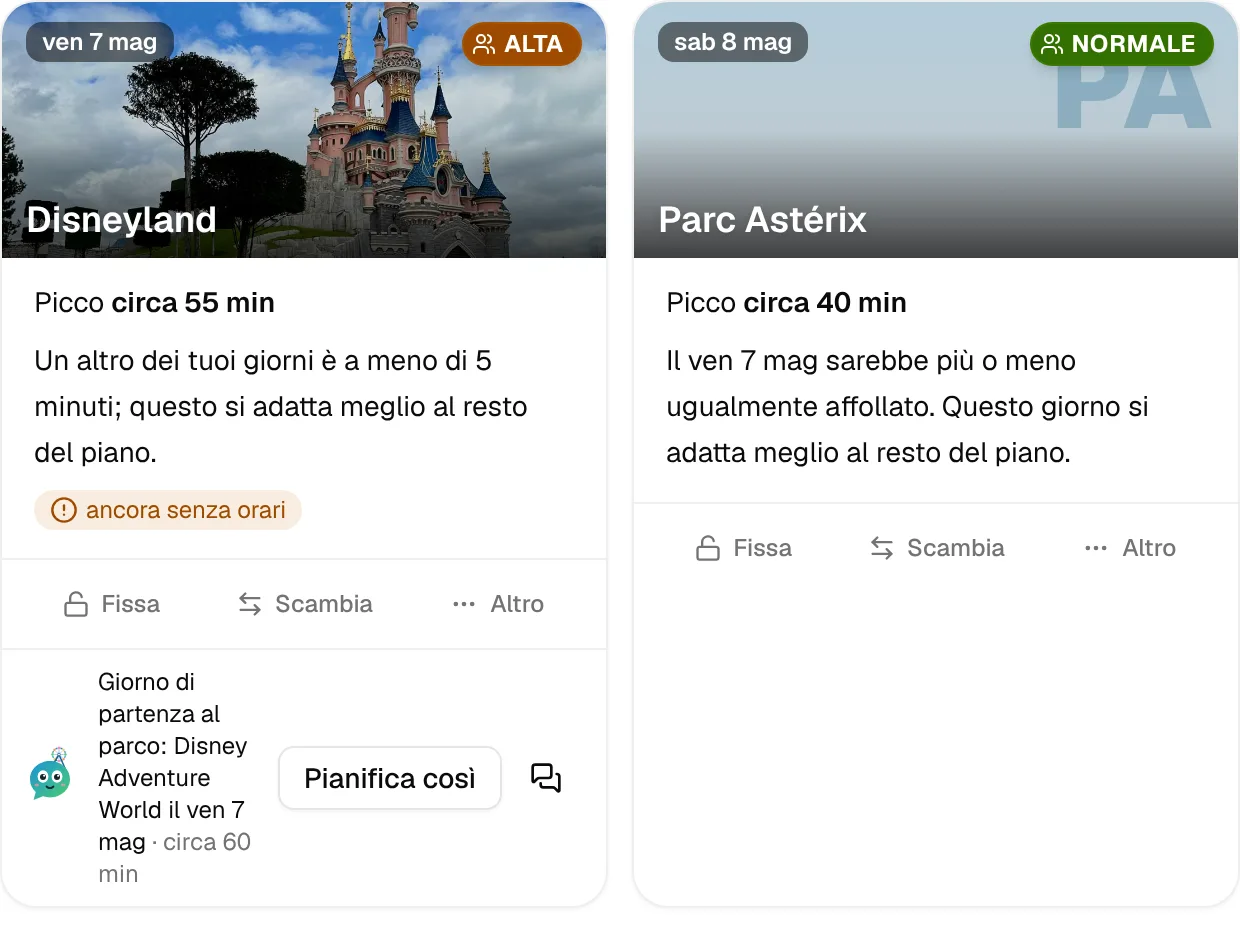 ven 7 mag
ALTA
Disneyland
Picco circa 55 min
Un altro dei tuoi giorni è a meno di 5
minuti; questo si adatta meglio al resto
del piano.
ancora senza orari
Fissa
Scambia
Altro
Giorno di
partenza al
parco: Disney
Adventure
World il ven 7
mag · circa 60
min
Pianifica così
sab 8 mag
NORMALE
PA
Parc Astérix
Picco circa 40 min
Il ven 7 mag sarebbe più o meno
ugualmente affollato. Questo giorno si
adatta meglio al resto del piano.
Fissa
Scambia
Altro